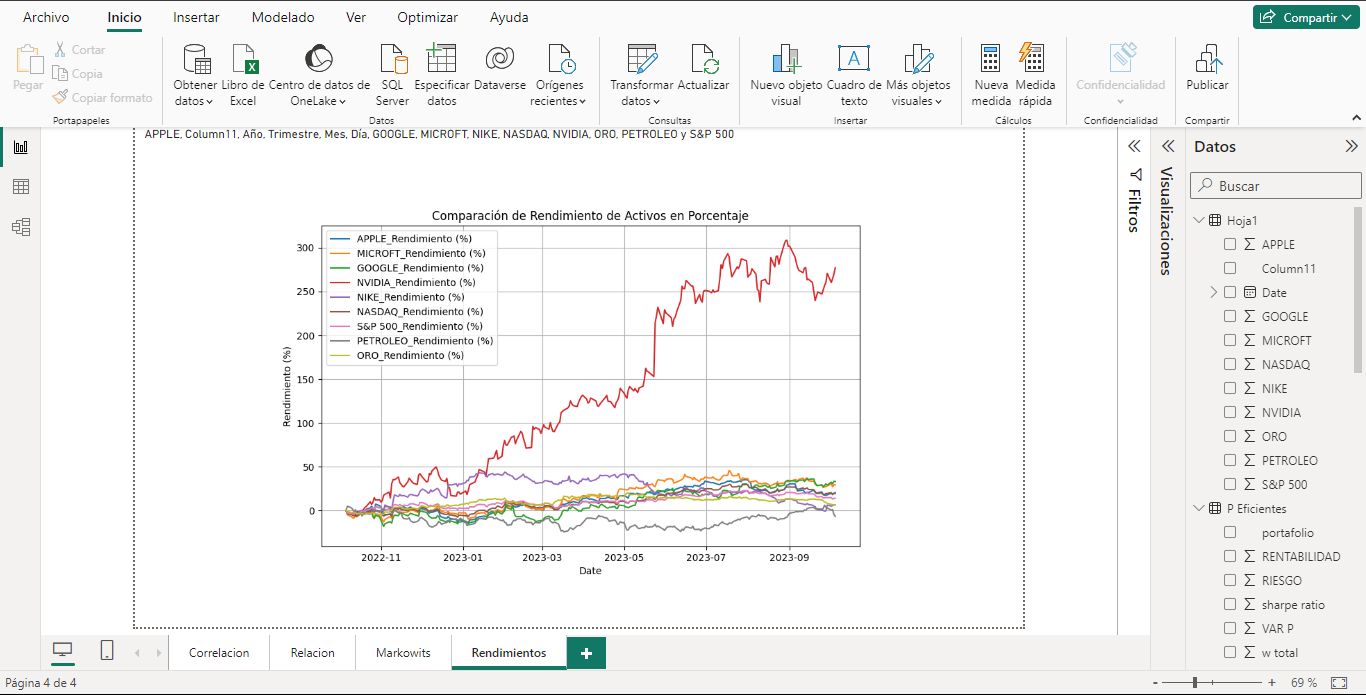 Archivo Inicio Insertar Modelado Ver Optimizar Ayuda Compartir
Pegar Cortar
Copia
Copiar formato
Portapapeles
Obtener datos
Libro de Excel
Centro de datos de OneLake
SQL Server
Especificar datos
Dataverse
Orígenes recientes
Datos
Transformar datos
Actualizar
Consultas
Nuevo objeto visual
A
Cuadro de texto
Más objetos visuales
Insertar
Nueva medida
Medida rápida
Cálculos
Confidencialidad
Confidencialidad
Publicar
Compartir
APPLE, Column11, Año, Trimestre, Mes, Día, GOOGLE, MICROFT, NIKE, NASDAQ, NVIDIA, ORO, PETROLEO y S&P 500
Comparación de Rendimiento de Activos en Porcentaje
APPLE_Rendimiento (%)
MICROFT_Rendimiento (%)
GOOGLE_Rendimiento (%)
NVIDIA_Rendimiento (%)
NIKE_Rendimiento (%)
NASDAQ_Rendimiento (%)
S&P 500_Rendimiento (%)
PETROLEO_Rendimiento (%)
ORO_Rendimiento (%)
Rendimiento (%)
300
250
200
150
100
50
0
2022-11 2023-01 2023-03 2023-05 2023-07 2023-09
Date
Filtros
Visualizaciones
Datos
Buscar
Hoja1
Σ APPLE
Column11
Date
Σ GOOGLE
Σ MICROFT
Σ NASDAQ
Σ NIKE
Σ NVIDIA
Σ ORO
Σ PETROLEO
Σ S&P 500
P Eficientes
portafolio
Σ RENTABILIDAD
Σ RIESGO
Σ sharpe ratio
Σ VAR P
Σ w total
Correlacion Relacion Markowits Rendimientos +
Página 4 de 4
- + 69 %